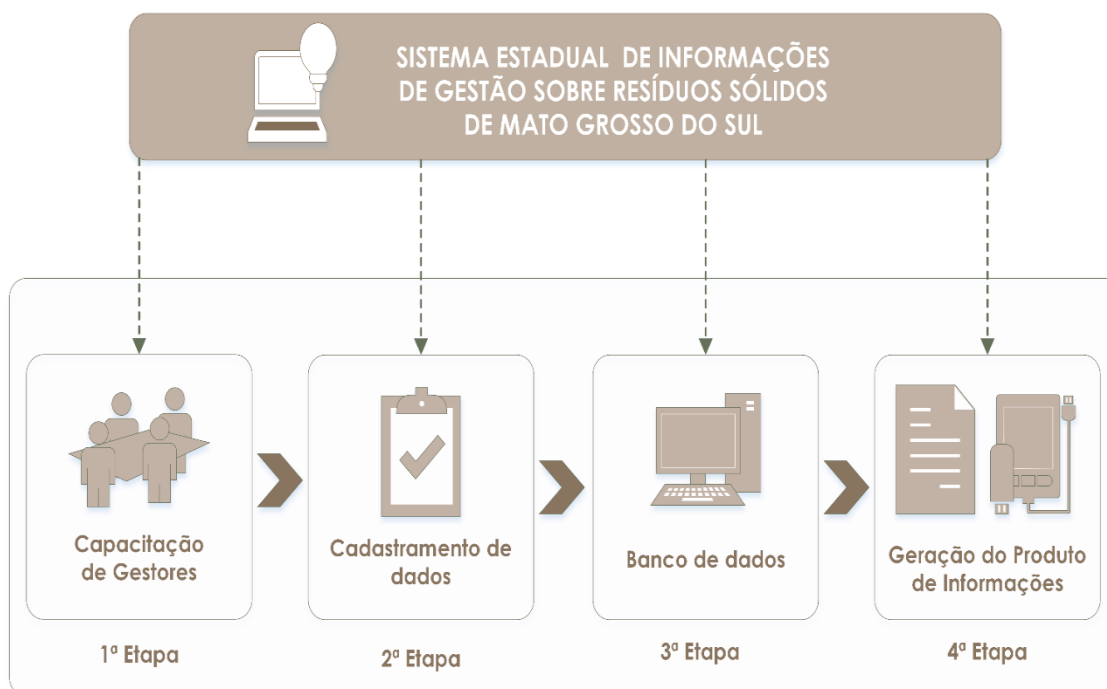 SISTEMA ESTADUAL DE INFORMAÇÕES
DE GESTÃO SOBRE RESÍDUOS SÓLIDOS
DE MATO GROSSO DO SUL
Capacitação
de Gestores
1ª Etapa
Cadastramento de
dados
2ª Etapa
Banco de dados
3ª Etapa
Geração do Produto
de Informações
4ª Etapa